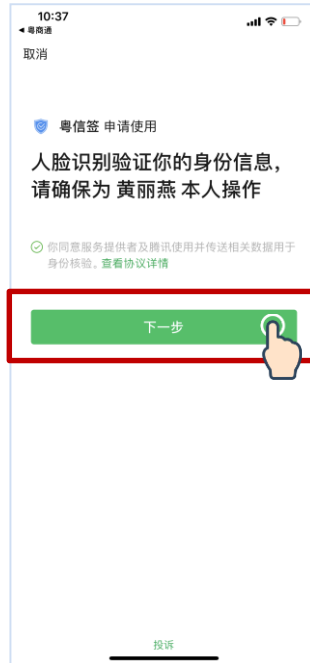 10:37
◀ 粤商通
取消
粤信签 申请使用
人脸识别验证你的身份信息，
请确保为 黄丽燕 本人操作
你同意服务提供者及腾讯使用并传送相关数据用于
身份核验。查看协议详情
下一步
投诉